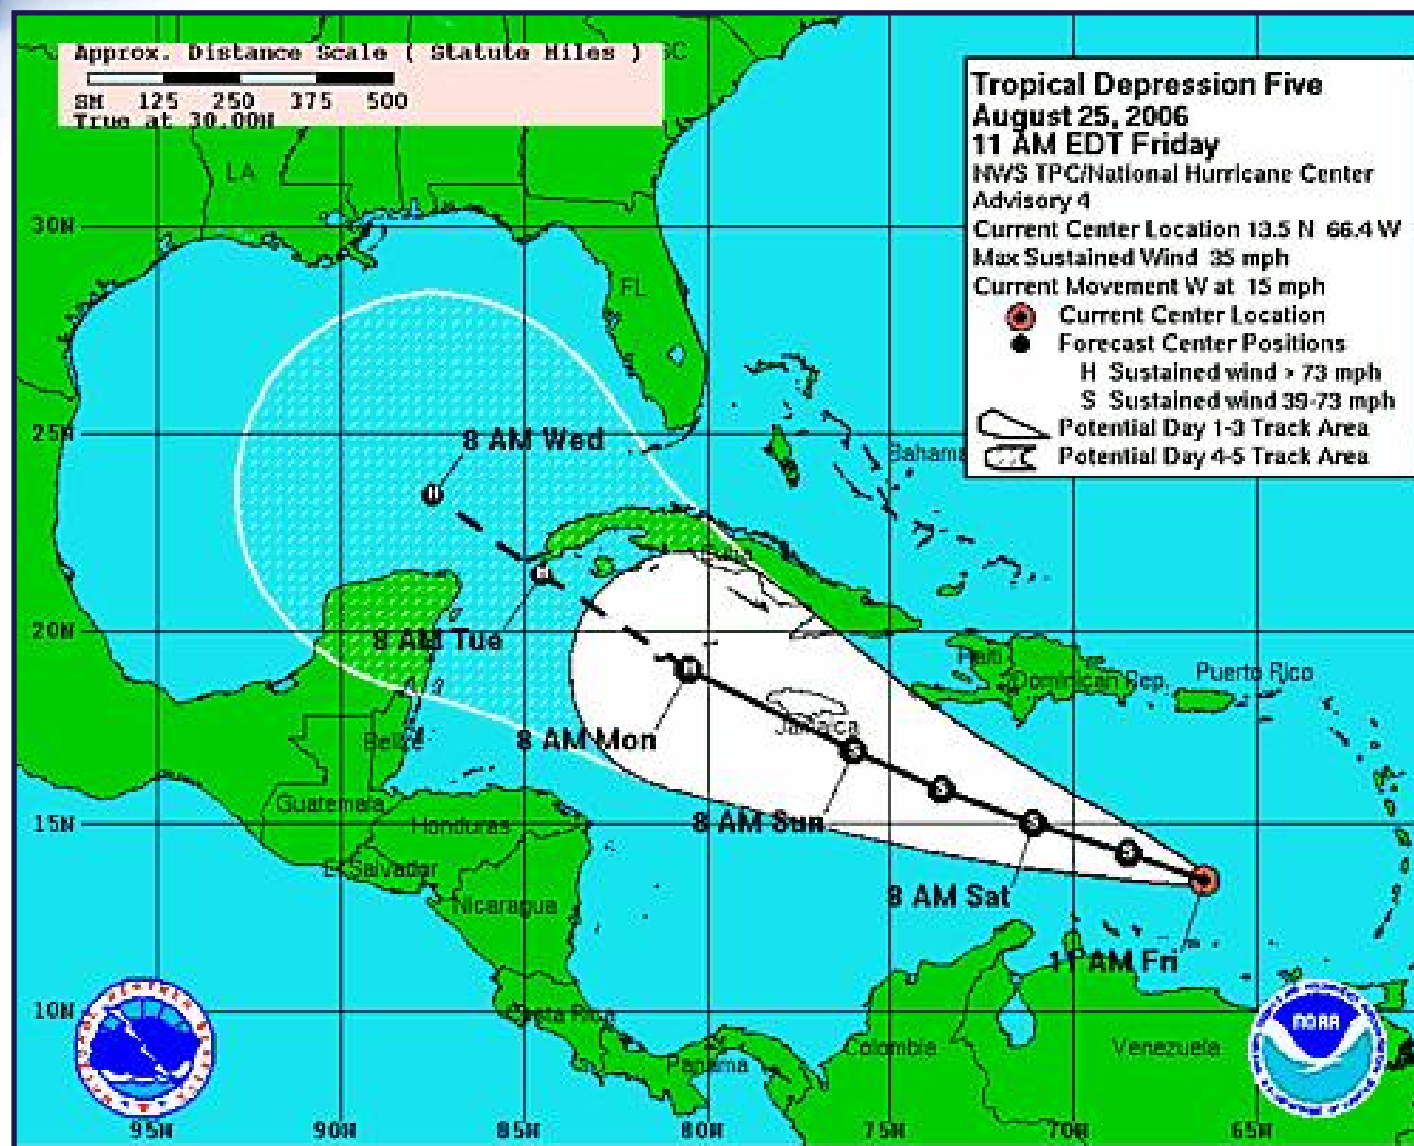 Approx. Distance Scale ( Statute Miles )
SM 125 250 375 500
True at 30.00N
Tropical Depression Five
August 25, 2006
11 AM EDT Friday
NWS TPC/National Hurricane Center
Advisory 4
Current Center Location 13.5 N 66.4 W
Max Sustained Wind 35 mph
Current Movement W at 15 mph
Current Center Location
Forecast Center Positions
H Sustained wind > 73 mph
S Sustained wind 39-73 mph
Potential Day 1-3 Track Area
Potential Day 4-5 Track Area
LA
FL
30N
25N
20N
15N
10N
8 AM Wed
8 AM Tue
8 AM Mon
8 AM Sun
8 AM Sat
11 AM Fri
H
Bahama
Haiti
Dominican Rep.
Puerto Rico
Jamaica
Belize
Guatemala
Honduras
El Salvador
Nicaragua
Costa Rica
Panama
Colombia
Venezuela
NOAA
95W 90W 85W 80W 75W 70W 65W